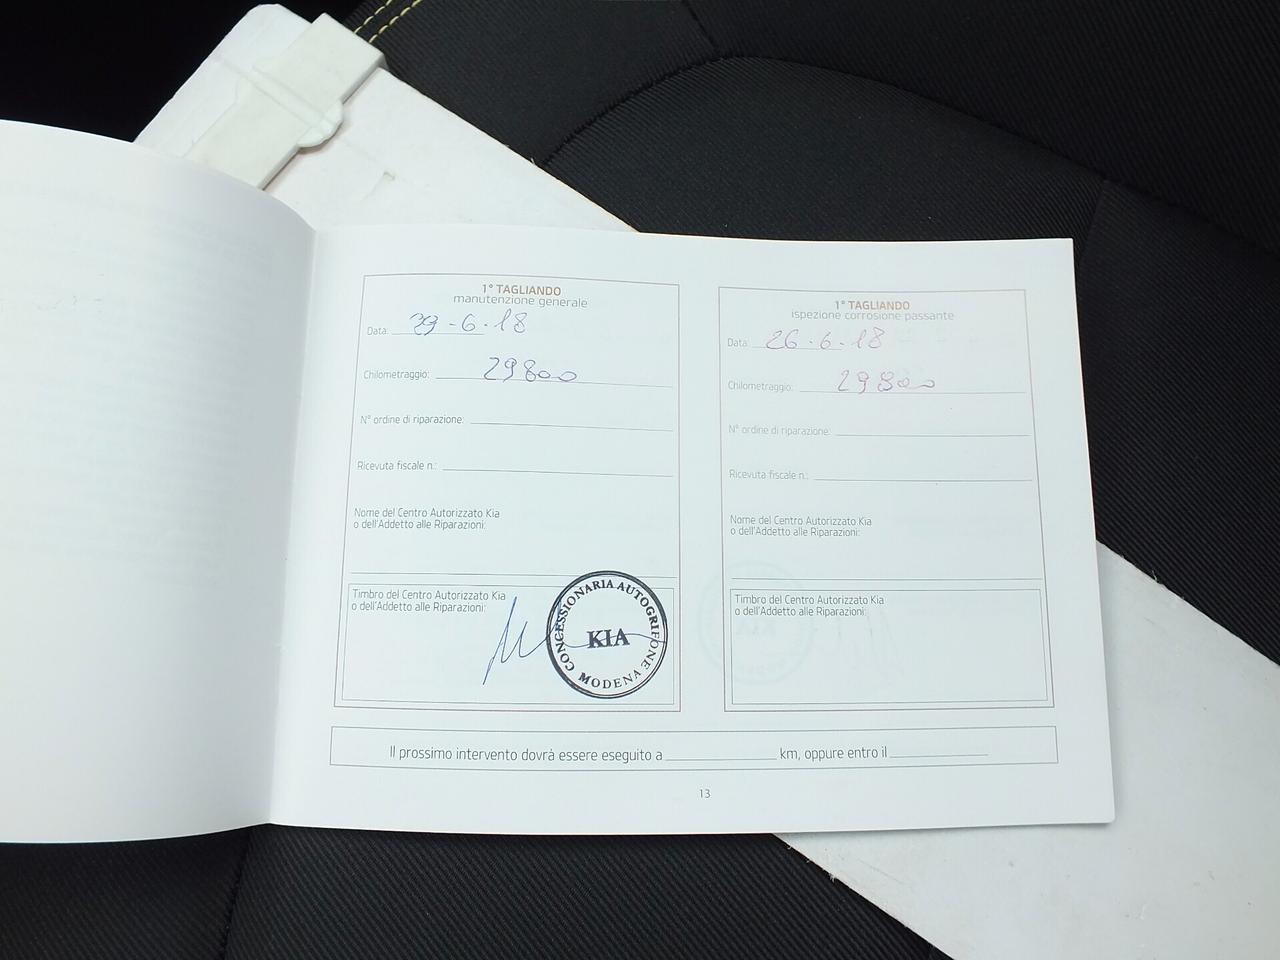 1° TAGLIANDO
manutenzione generale
Data: 29-6-18
Chilometraggio: 29800
N° ordine di riparazione:
Ricevuta fiscale n.:
Nome del Centro Autorizzato Kia
o dell'Addetto alle Riparazioni:
Timbro del Centro Autorizzato Kia
o dell'Addetto alle Riparazioni:
CONCESSIONARIA AUTOGRIFONE
KIA
MODENA
1° TAGLIANDO
ispezione corrosione passante
Data: 26-6-18
Chilometraggio: 29800
N° ordine di riparazione:
Ricevuta fiscale n.:
Nome del Centro Autorizzato Kia
o dell'Addetto alle Riparazioni:
Timbro del Centro Autorizzato Kia
o dell'Addetto alle Riparazioni:
Il prossimo intervento dovrà essere eseguito a km, oppure entro il
13